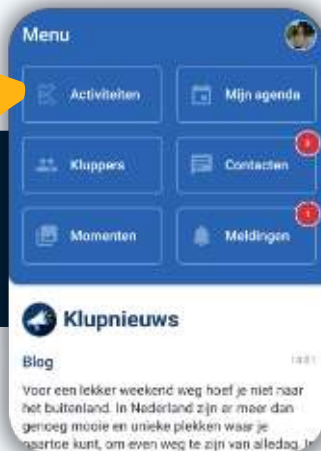 Menu
Activiteiten
Mijn agenda
Kluppers
Contacten
Momenten
Meldingen
Klupnieuws
Blog
Voor een lekker weekend weg hoef je niet naar
het buitenland. In Nederland zijn er meer dan
genoeg mooie en unieke plekken waar je
naartoe kunt, om even weg te zijn van alledag. In